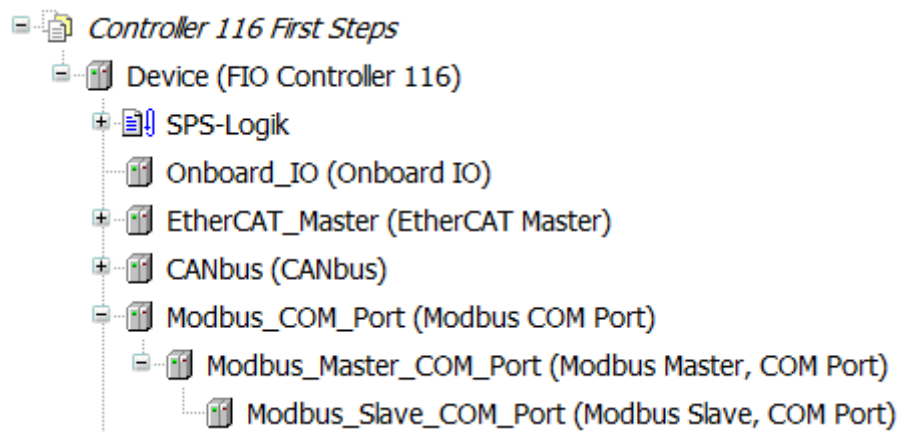 Controller 116 First Steps
Device (FIO Controller 116)
SPS-Logik
Onboard_IO (Onboard IO)
EtherCAT_Master (EtherCAT Master)
CANbus (CANbus)
Modbus_COM_Port (Modbus COM Port)
Modbus_Master_COM_Port (Modbus Master, COM Port)
Modbus_Slave_COM_Port (Modbus Slave, COM Port)